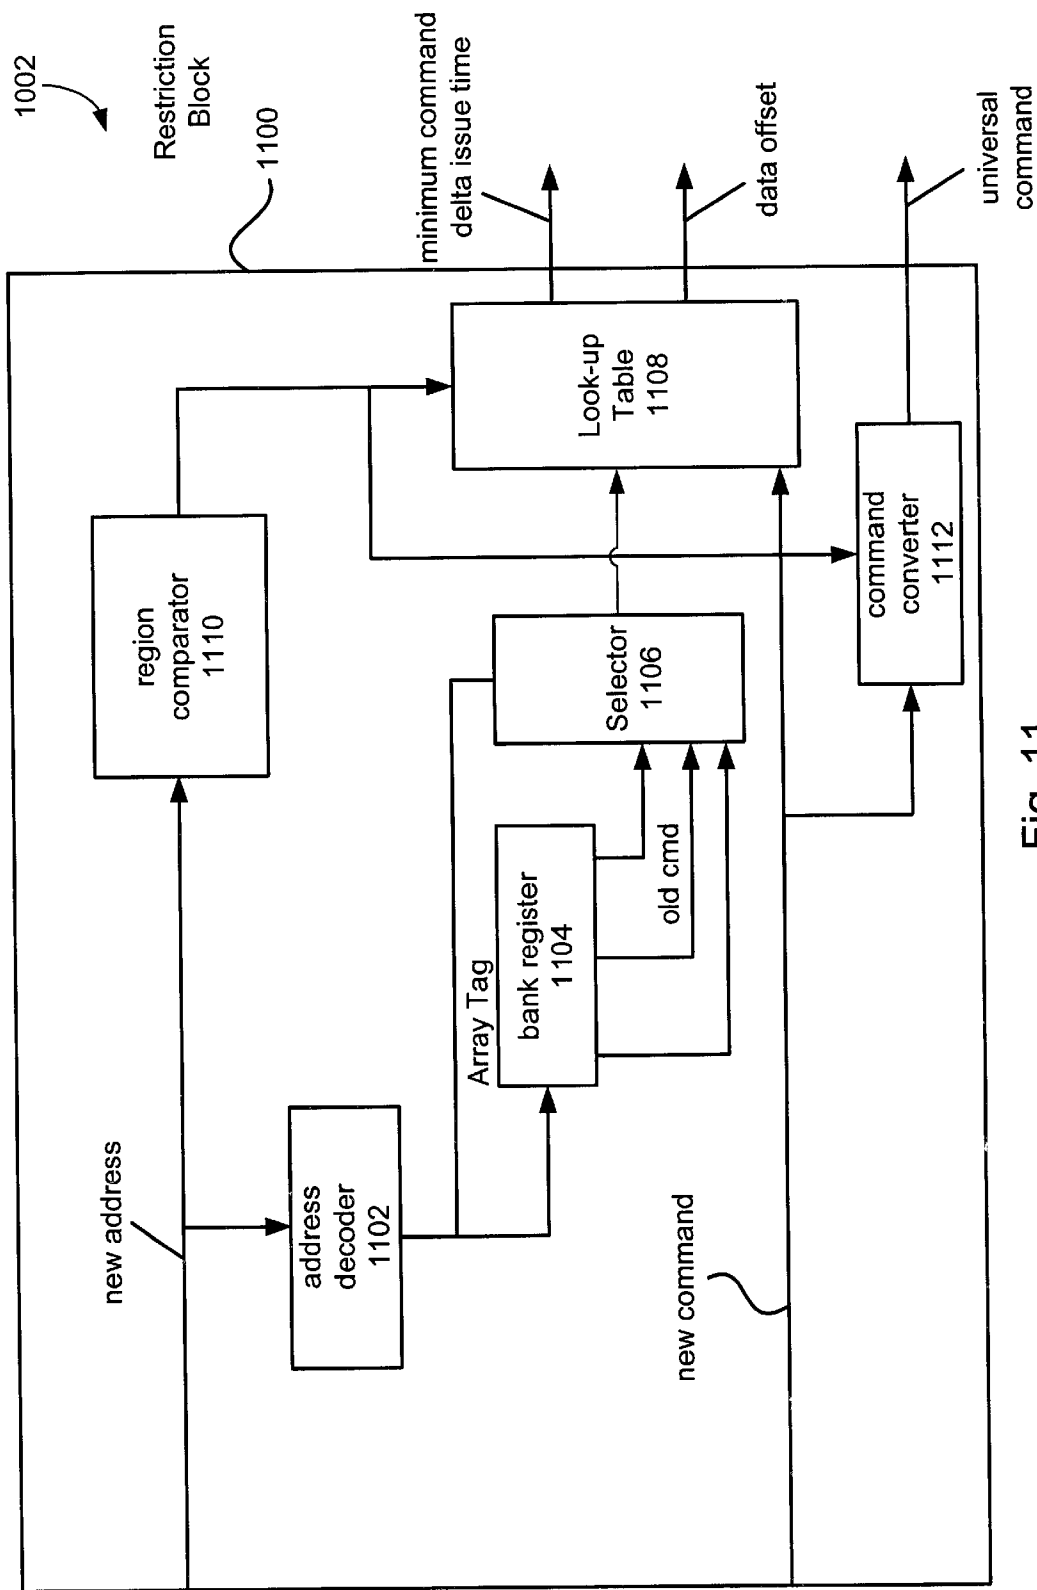 1002
Restriction
Block
1100
new address
region
comparator
1110
address
decoder
1102
Array Tag
bank register
1104
old cmd
Selector
1106
Look-up
Table
1108
minimum command
delta issue time
data offset
new command
command
converter
1112
universal
command
Fig. 11